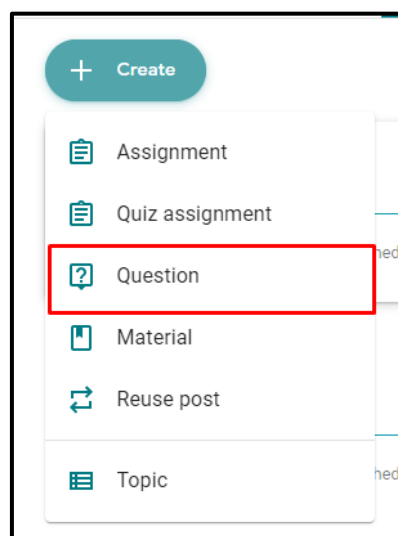 Create
Assignment
Quiz assignment
Question
Material
Reuse post
Topic